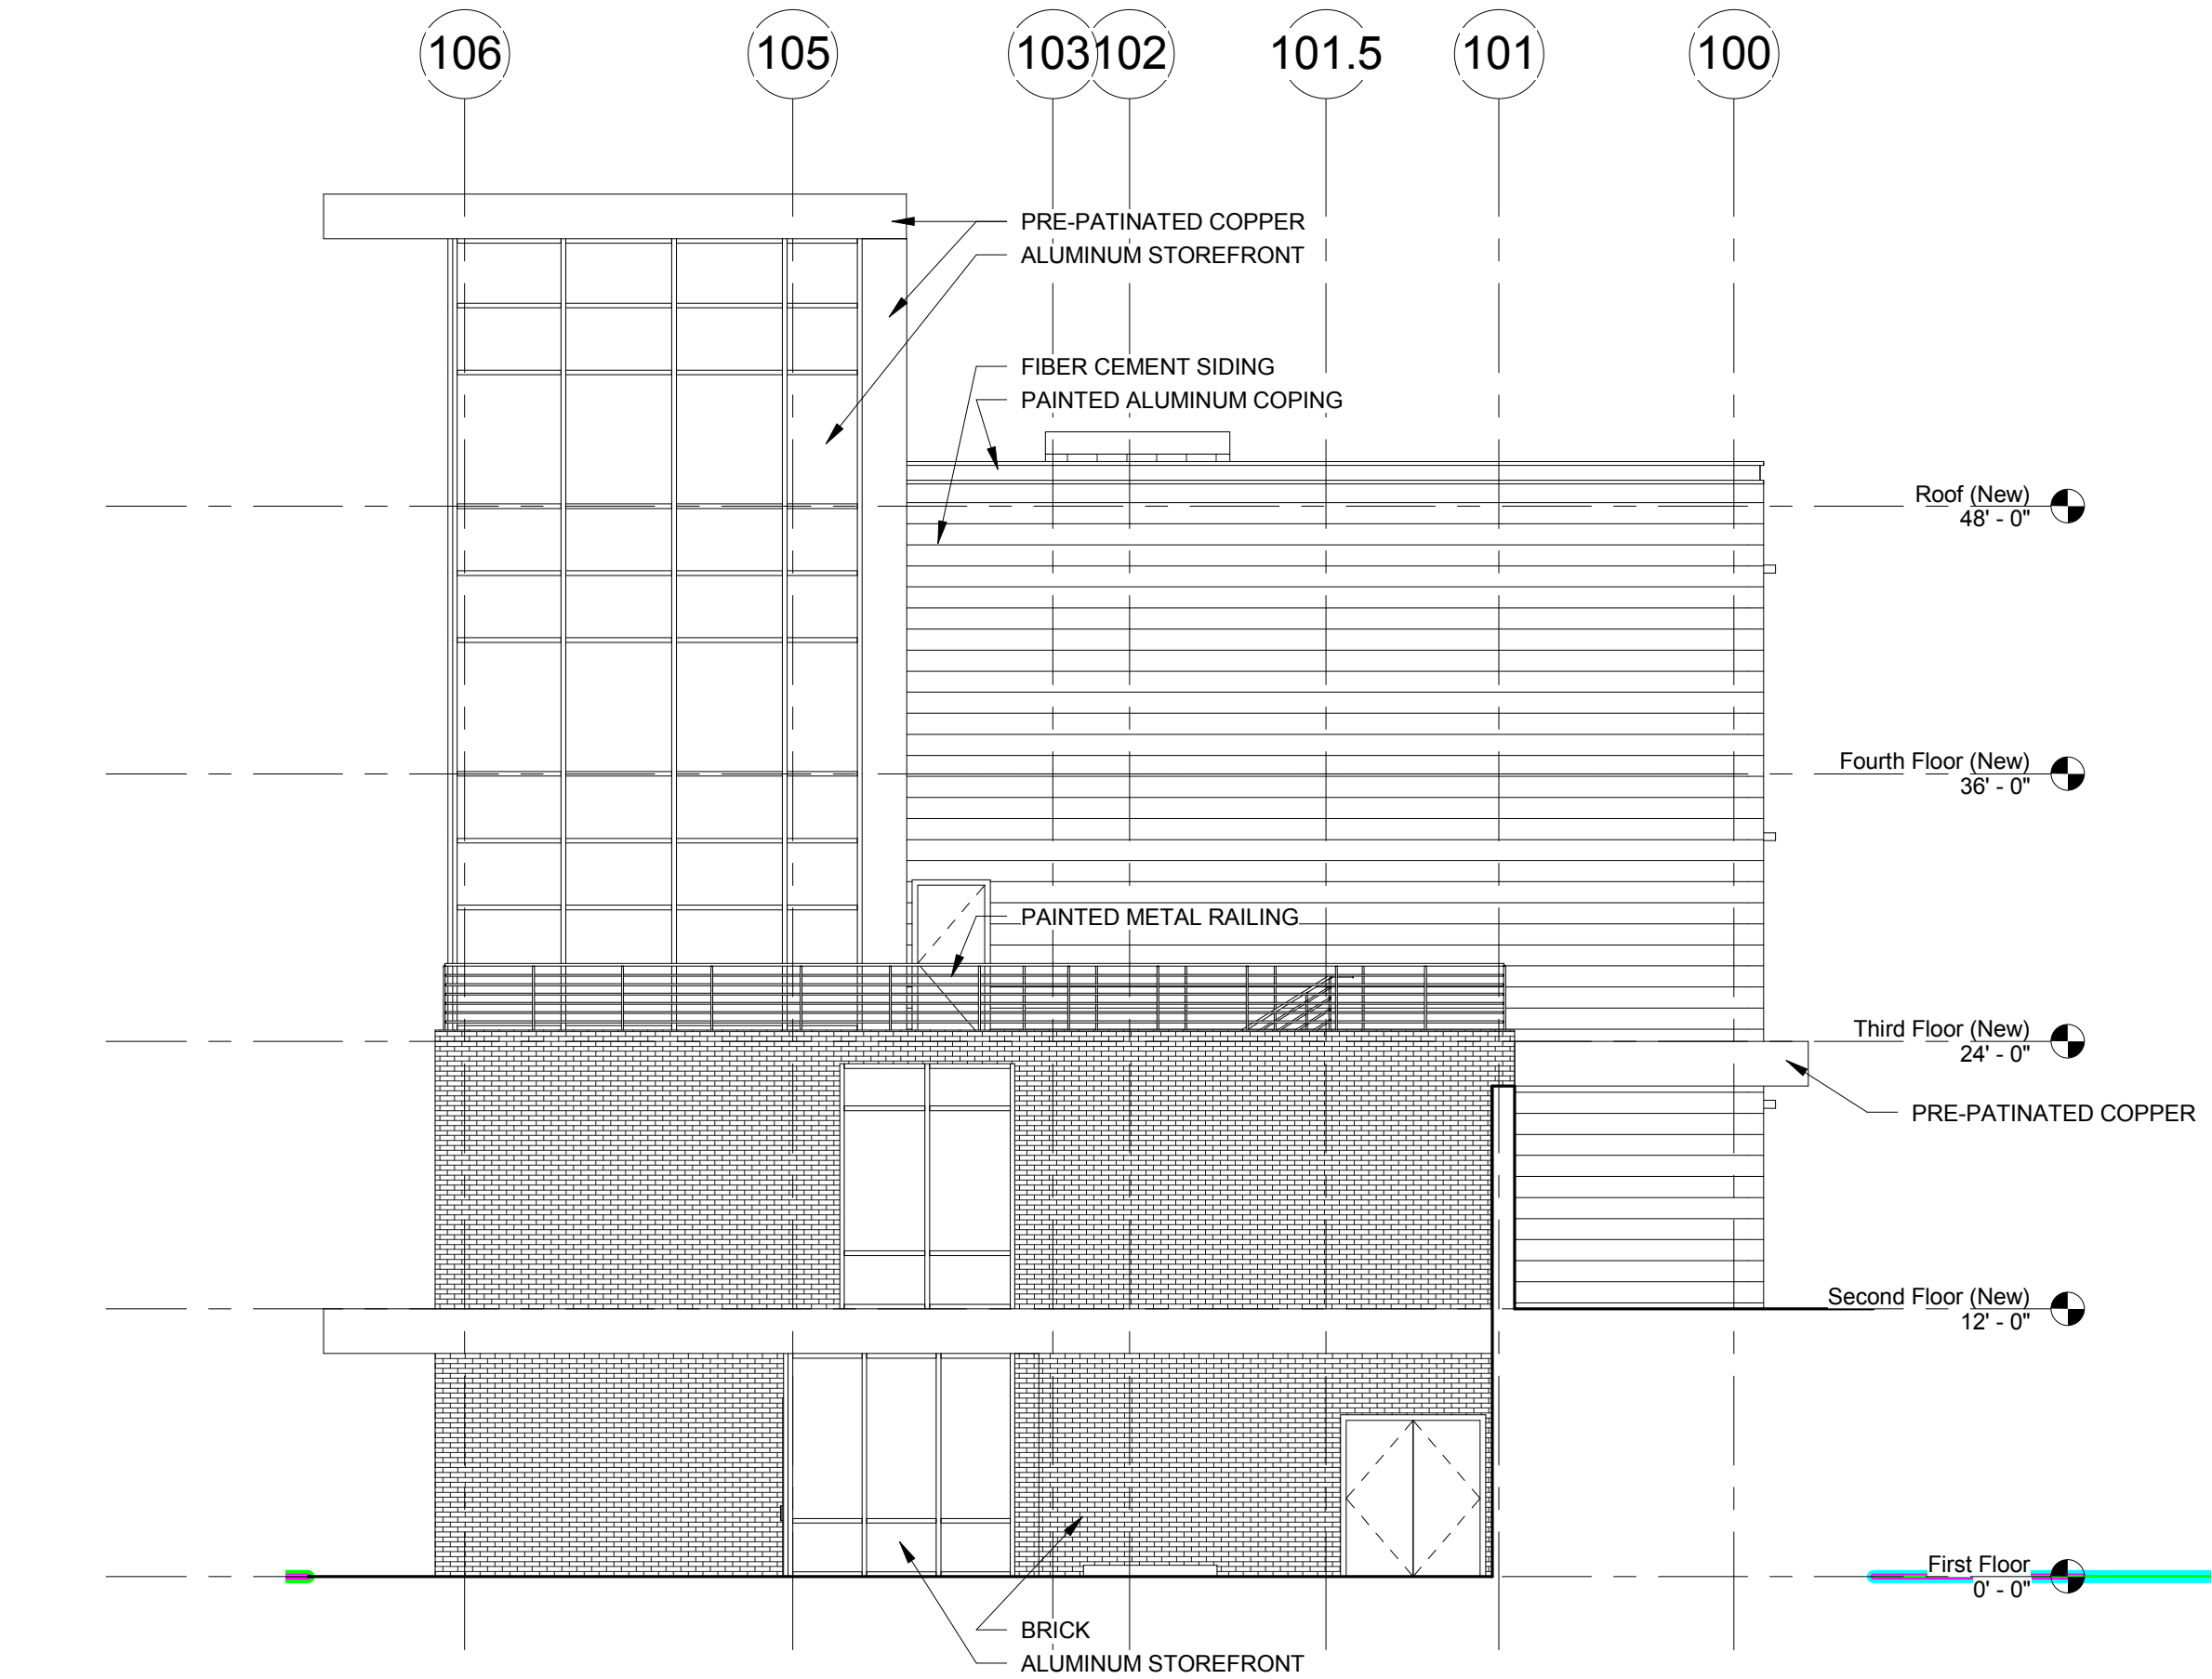 106
105
103
102
101.5
101
100
PRE-PATINATED COPPER
ALUMINUM STOREFRONT
FIBER CEMENT SIDING
PAINTED ALUMINUM COPING
Roof (New)
48' - 0"
Fourth Floor (New)
36' - 0"
PAINTED METAL RAILING
Third Floor (New)
24' - 0"
PRE-PATINATED COPPER
Second Floor (New)
12' - 0"
First Floor
0' - 0"
BRICK
ALUMINUM STOREFRONT